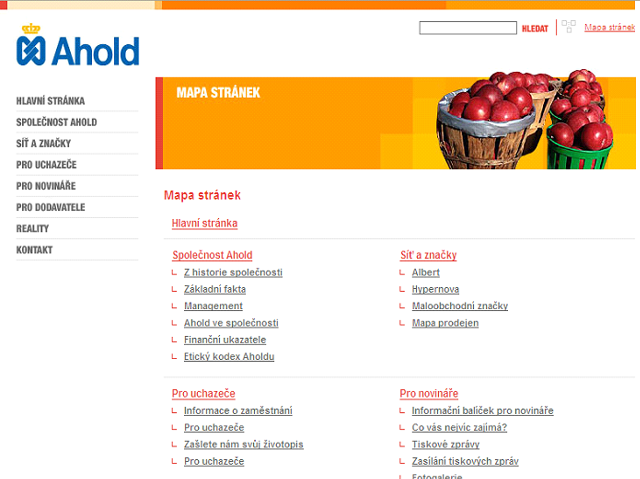 HLEDAT
Mapa stránek
Ahold
MAPA STRÁNEK
HLAVNÍ STRÁNKA
SPOLEČNOST AHOLD
SÍŤ A ZNAČKY
PRO UCHAZEČE
PRO NOVINÁŘE
PRO DODAVATELE
REALITY
KONTAKT
Mapa stránek
Hlavní stránka
Společnost Ahold
Z historie společnosti
Základní fakta
Management
Ahold ve společnosti
Finanční ukazatele
Etický kodex Aholdu
Síť a značky
Albert
Hypernova
Maloobchodní značky
Mapa prodejen
Pro uchazeče
Informace o zaměstnání
Pro uchazeče
Zašlete nám svůj životopis
Pro uchazeče
Pro novináře
Informační balíček pro novináře
Co vás nejvíc zajímá?
Tiskové zprávy
Zasílání tiskových zpráv
Fotogalerie